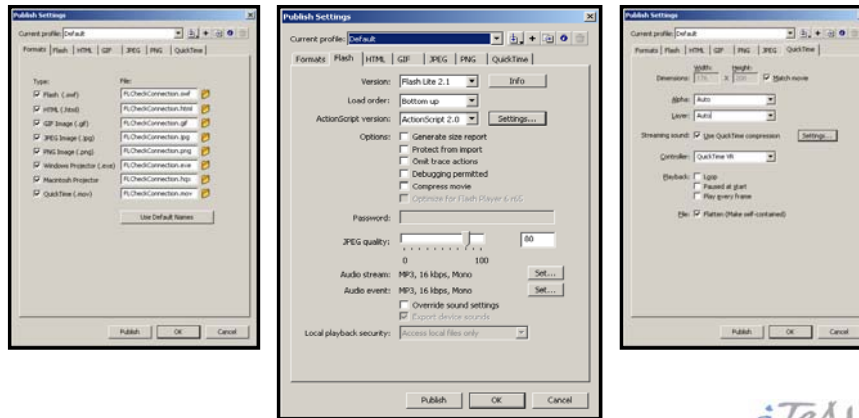 Publish Settings
Current profile: Default
Formats Flash HTML GIF JPEG PNG QuickTime
Type: File:
Flash (.swf) FLCheckConnection.swf
HTML (.html) FLCheckConnection.html
GIF Image (.gif) FLCheckConnection.gif
JPEG Image (.jpg) FLCheckConnection.jpg
PNG Image (.png) FLCheckConnection.png
Windows Projector (.exe) FLCheckConnection.exe
Macintosh Projector FLCheckConnection.hqx
QuickTime (.mov) FLCheckConnection.mov
Use Default Names
Publish OK Cancel
Publish Settings
Current profile: Default
Formats Flash HTML GIF JPEG PNG QuickTime
Version: Flash Lite 2.1 Info
Load order: Bottom up
ActionScript version: ActionScript 2.0 Settings...
Options: Generate size report
Protect from import
Omit trace actions
Debugging permitted
Compress movie
Optimize for Flash Player 6 r65
Password:
JPEG quality: 80
0 100
Audio stream: MP3, 16 kbps, Mono Set...
Audio event: MP3, 16 kbps, Mono Set...
Override sound settings
Export device sounds
Local playback security: Access local files only
Publish OK Cancel
Publish Settings
Current profile: Default
Formats Flash HTML GIF PNG JPEG QuickTime
Width: Height:
Dimensions: 176 X 208 Match movie
Alpha: Auto
Layer: Auto
Streaming sound: Use QuickTime compression Settings...
Controller: QuickTime VR
Playback: Loop
Paused at start
Play every frame
File: Flatten (Make self-contained)
Publish OK Cancel